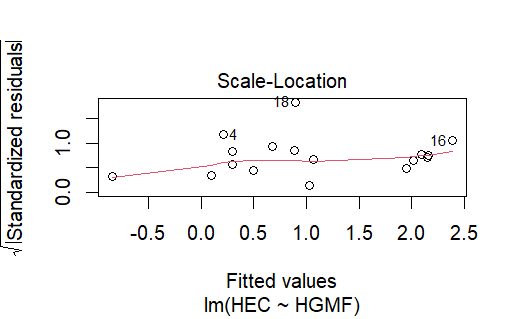 Scale-Location
√|Standardized residuals|
0.0 1.0
18
4
16
-0.5 0.0 0.5 1.0 1.5 2.0 2.5
Fitted values
lm(HEC ~ HGMF)